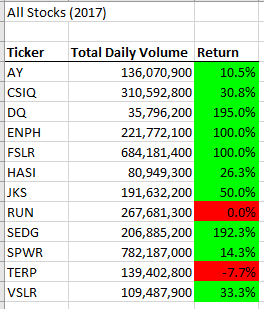 All Stocks (2017)
Ticker Total Daily Volume Return
AY 136,070,900 10.5%
CSIQ 310,592,800 30.8%
DQ 35,796,200 195.0%
ENPH 221,772,100 100.0%
FSLR 684,181,400 100.0%
HASI 80,949,300 26.3%
JKS 191,632,200 50.0%
RUN 267,681,300 0.0%
SEDG 206,885,200 192.3%
SPWR 782,187,000 14.3%
TERP 139,402,800 -7.7%
VSLR 109,487,900 33.3%